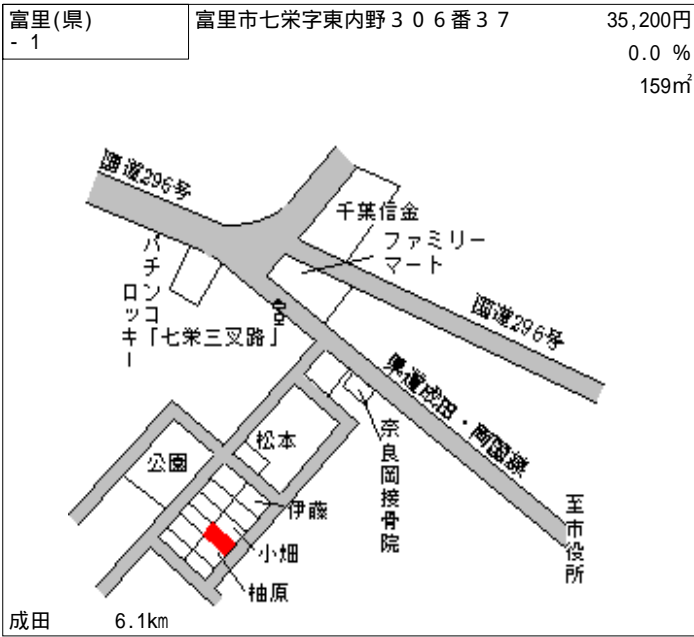 富里(県)
- 1
富里市七栄字東内野３０６番３７
35,200円
0.0 %
159㎡
国道296号
千葉信金
ファミリー
マート
パチンコ
ロッキー
「七栄三叉路」
国道296号
県道成田・両国線
松本
公園
奈良岡接骨院
伊藤
至市役所
小畑
柚原
成田 6.1km